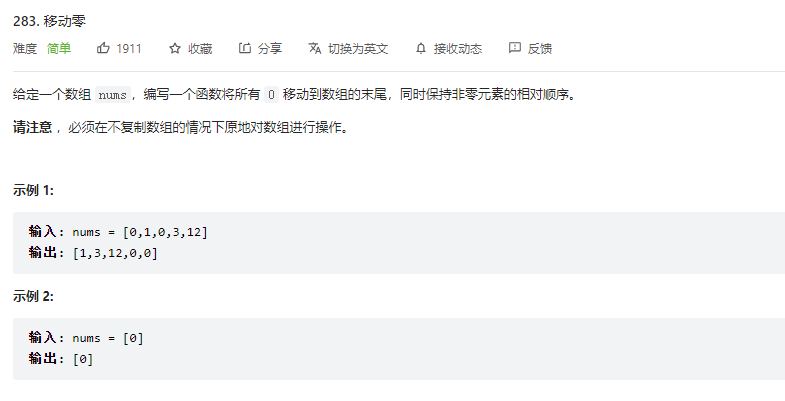 283. 移动零
难度 简单 1911 收藏 分享 切换为英文 接收动态 反馈
给定一个数组 nums，编写一个函数将所有 0 移动到数组的末尾，同时保持非零元素的相对顺序。
请注意 ，必须在不复制数组的情况下原地对数组进行操作。
示例 1:
输入: nums = [0,1,0,3,12]
输出: [1,3,12,0,0]
示例 2:
输入: nums = [0]
输出: [0]